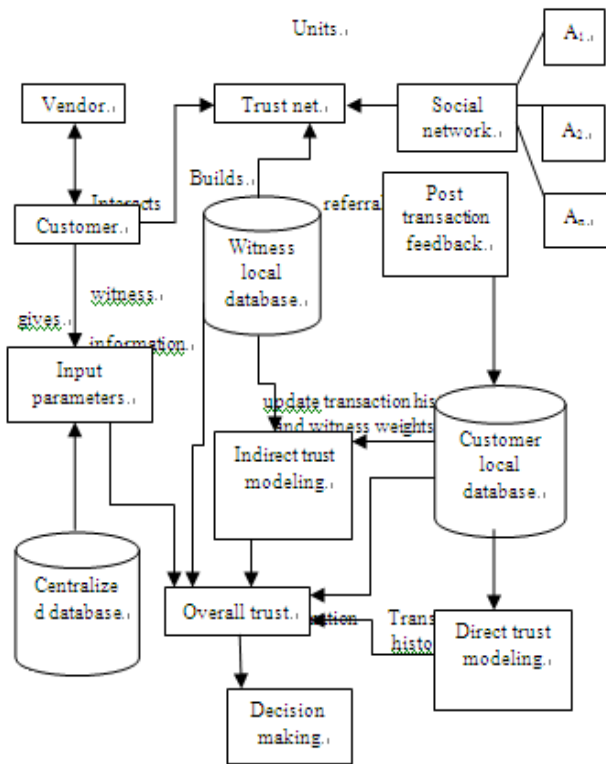 Units.
A1.
Vendor.
Trust net.
Social
network.
A2.
Builds.
Interacts
referral
Post
transaction
feedback.
An.
Customer.
Witness
local
database.
witness.
gives.
information.
Input
parameters.
update transaction his
and witness weights
Customer
local
database.
Indirect trust
modeling.
Centralize
d database.
Overall trust.
Trans
histo
Direct trust
modeling.
Decision
making.